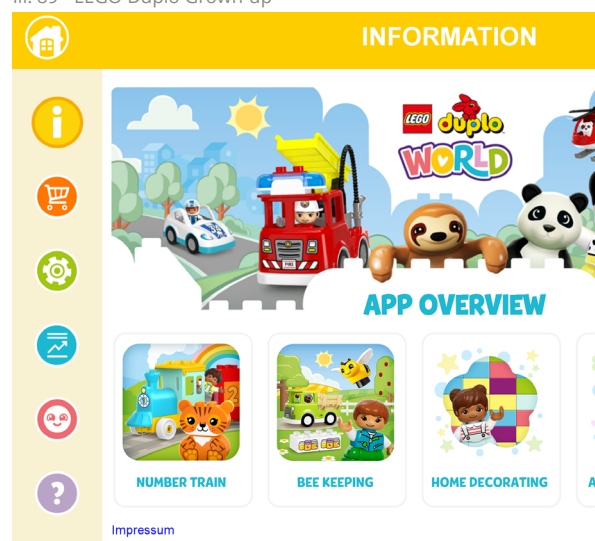 INFORMATION
LEGO duplo
WORLD
APP OVERVIEW
NUMBER TRAIN
BEE KEEPING
HOME DECORATING
Impressum